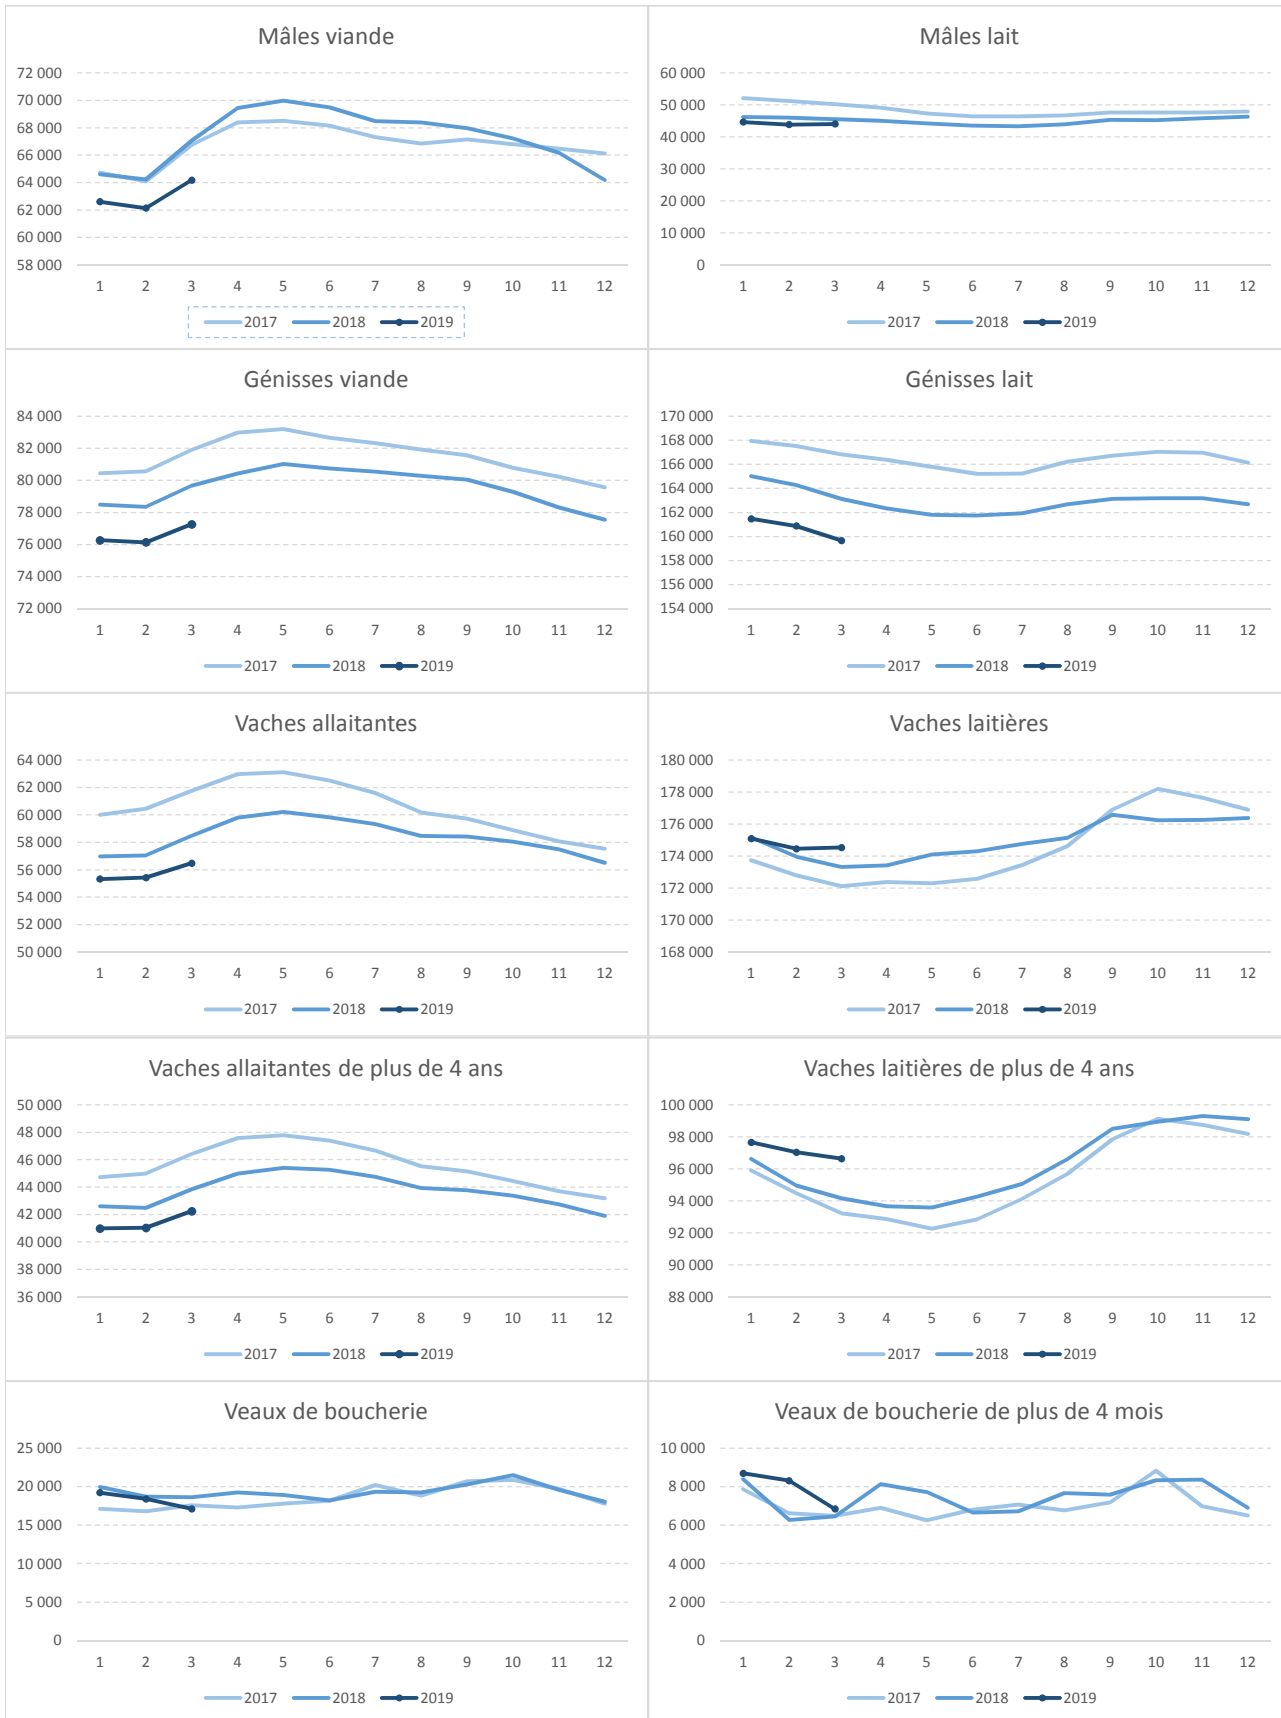 Mâles viande
72 000
70 000
68 000
66 000
64 000
62 000
60 000
58 000
1 2 3 4 5 6 7 8 9 10 11 12
2017 2018 2019
Mâles lait
60 000
50 000
40 000
30 000
20 000
10 000
0
1 2 3 4 5 6 7 8 9 10 11 12
2017 2018 2019
Génisses viande
84 000
82 000
80 000
78 000
76 000
74 000
72 000
1 2 3 4 5 6 7 8 9 10 11 12
2017 2018 2019
Génisses lait
170 000
168 000
166 000
164 000
162 000
160 000
158 000
156 000
154 000
1 2 3 4 5 6 7 8 9 10 11 12
2017 2018 2019
Vaches allaitantes
64 000
62 000
60 000
58 000
56 000
54 000
52 000
50 000
1 2 3 4 5 6 7 8 9 10 11 12
2017 2018 2019
Vaches laitières
180 000
178 000
176 000
174 000
172 000
170 000
168 000
1 2 3 4 5 6 7 8 9 10 11 12
2017 2018 2019
Vaches allaitantes de plus de 4 ans
50 000
48 000
46 000
44 000
42 000
40 000
38 000
36 000
1 2 3 4 5 6 7 8 9 10 11 12
2017 2018 2019
Vaches laitières de plus de 4 ans
100 000
98 000
96 000
94 000
92 000
90 000
88 000
1 2 3 4 5 6 7 8 9 10 11 12
2017 2018 2019
Veaux de boucherie
25 000
20 000
15 000
10 000
5 000
0
1 2 3 4 5 6 7 8 9 10 11 12
2017 2018 2019
Veaux de boucherie de plus de 4 mois
10 000
8 000
6 000
4 000
2 000
0
1 2 3 4 5 6 7 8 9 10 11 12
2017 2018 2019